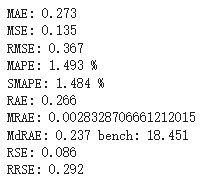 MAE: 0.273
MSE: 0.135
RMSE: 0.367
MAPE: 1.493 %
SMAPE: 1.484 %
RAE: 0.266
MRAE: 0.0028328706661212015
MdRAE: 0.237 bench: 18.451
RSE: 0.086
RRSE: 0.292